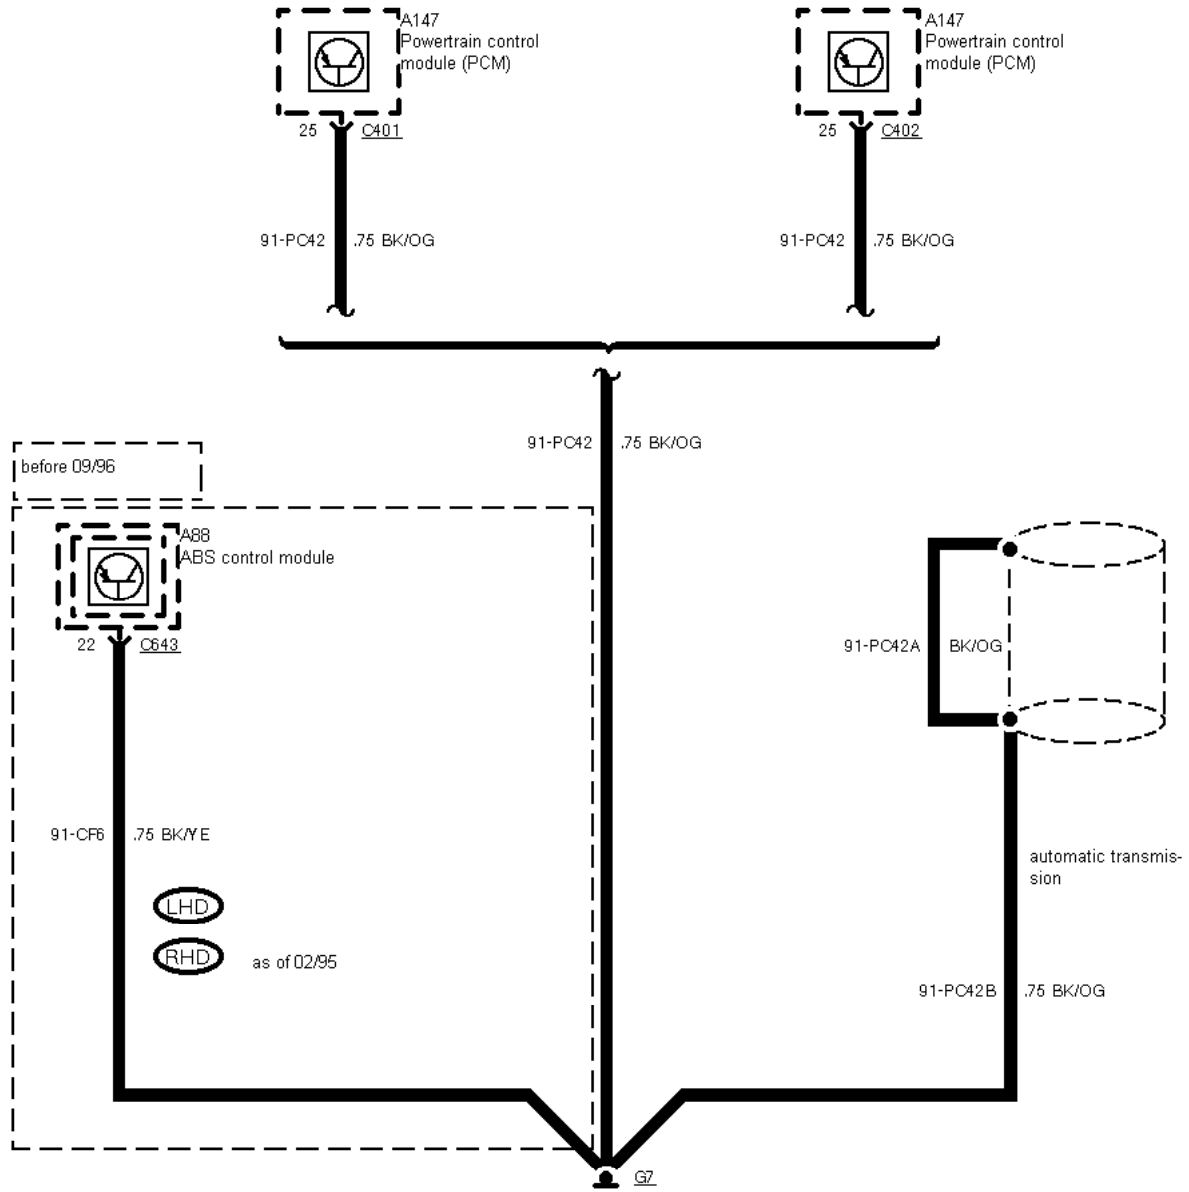 A147
Powertrain control
module (PCM)
25 C401
91-PC42 .75 BK/OG
A147
Powertrain control
module (PCM)
25 C402
91-PC42 .75 BK/OG
91-PC42 .75 BK/OG
before 09/96
A88
ABS control module
22 C643
91-CF6 .75 BK/YE
LHD
RHD as of 02/95
91-PC42A BK/OG
automatic transmis-
sion
91-PC42B .75 BK/OG
G7